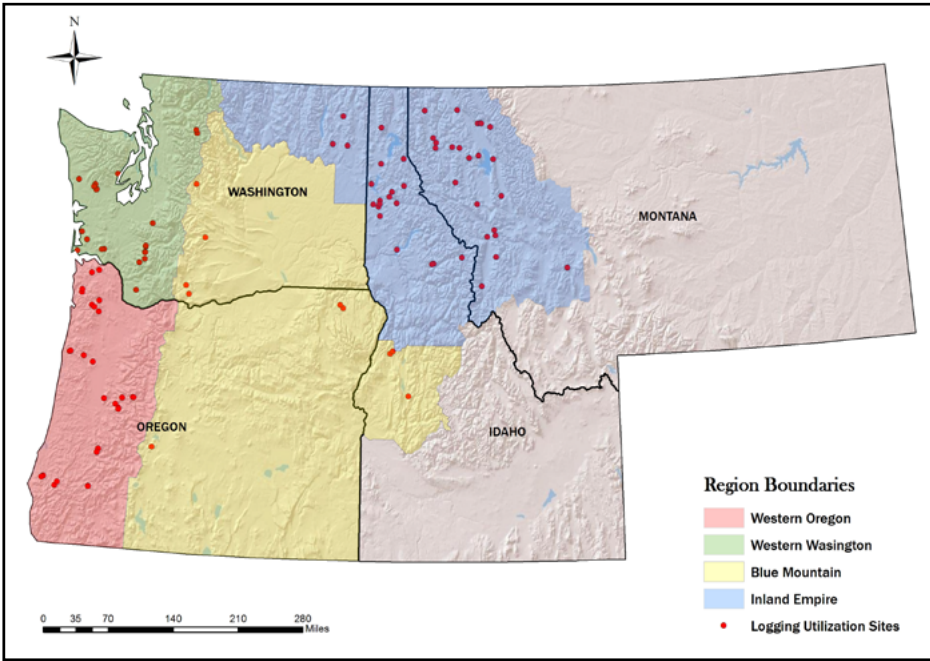 N
WASHINGTON
MONTANA
OREGON
IDAHO
Region Boundaries
Western Oregon
Western Wasington
Blue Mountain
Inland Empire
Logging Utilization Sites
0 35 70 140 210 280
Miles